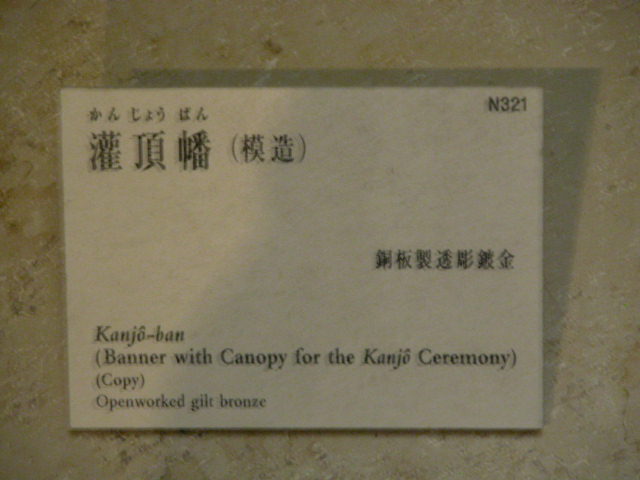 かんじょうばん
N321
灌頂幡（模造）
銅板製透彫鍍金
Kanjô-ban
(Banner with Canopy for the Kanjô Ceremony)
(Copy)
Openworked gilt bronze